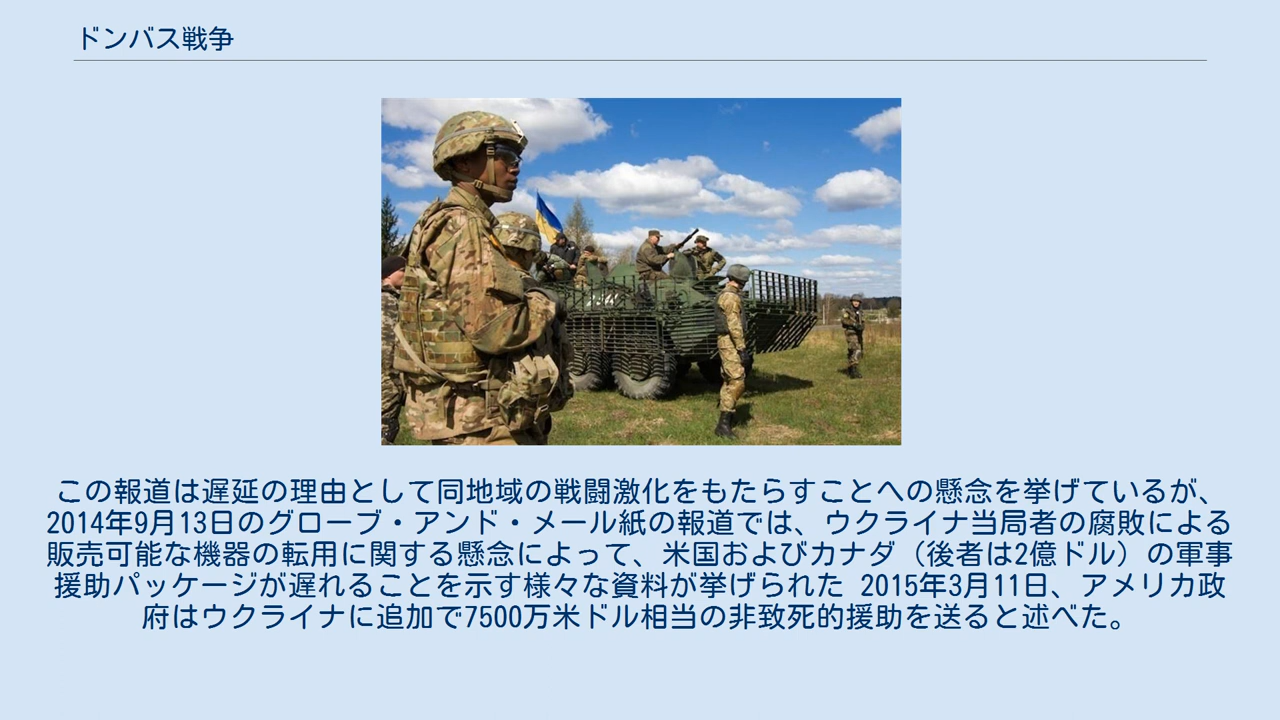 ドンバス戦争
この報道は遅延の理由として同地域の戦闘激化をもたらすことへの懸念を挙げているが、
2014年9月13日のグローブ・アンド・メール紙の報道では、ウクライナ当局者の腐敗による
販売可能な機器の転用に関する懸念によって、米国およびカナダ（後者は2億ドル）の軍事
援助パッケージが遅れることを示す様々な資料が挙げられた 2015年3月11日、アメリカ政
府はウクライナに追加で7500万米ドル相当の非致死的援助を送ると述べた。